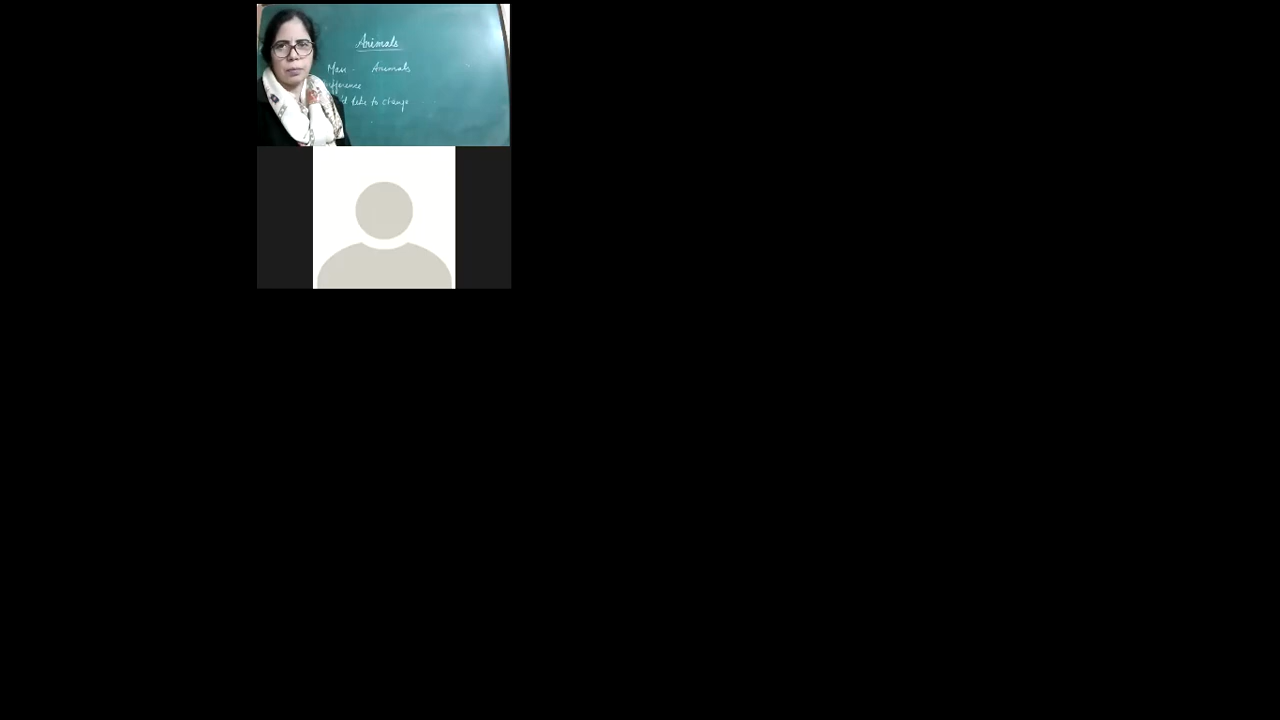 Animals
Man - Animals
ifference
like to change